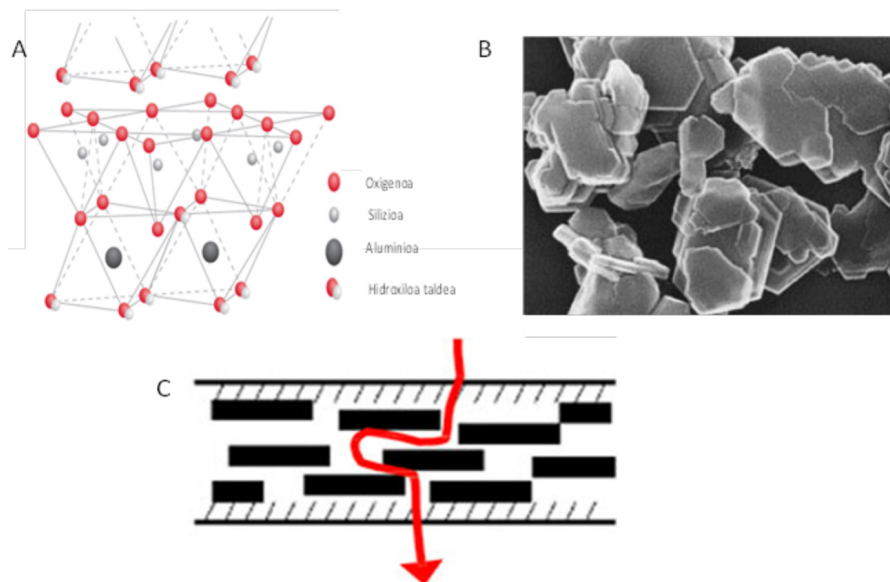 A
B
Oxigenoa
Silizioa
Aluminioa
Hidroxiloa taldea
C